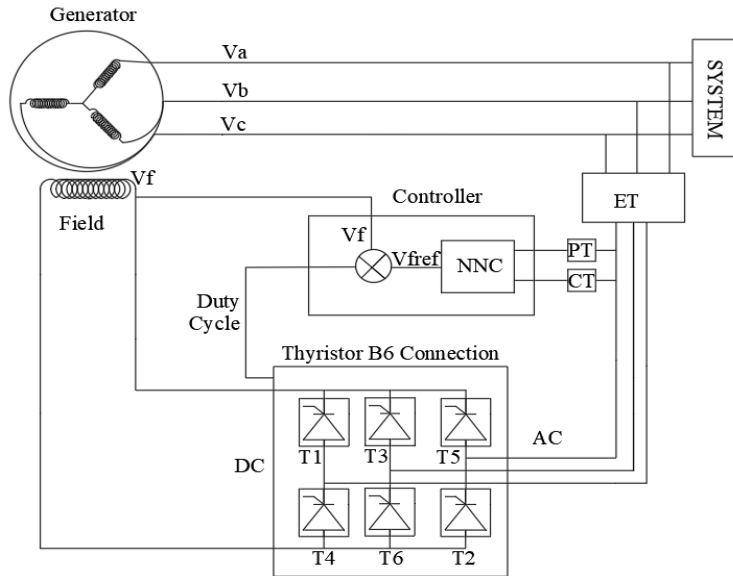 Generator
Va
Vb
Vc
SYSTEM
Vf
Field
Controller
ET
Vf
Vfref
NNC
PT
CT
Duty
Cycle
Thyristor B6 Connection
DC
AC
T1
T3
T5
T4
T6
T2